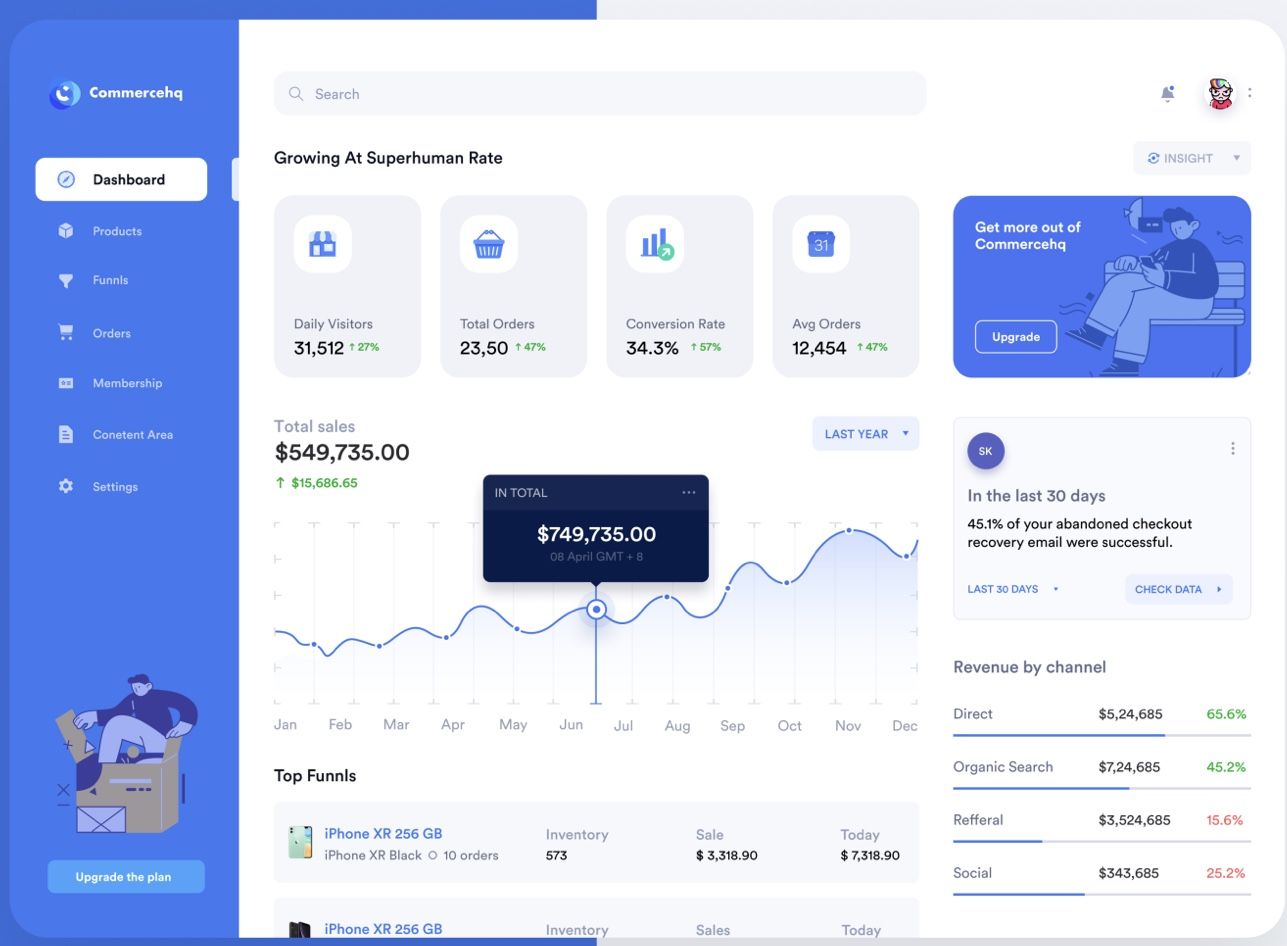 Commercehq
Dashboard
Products
Funnls
Orders
Membership
Conetent Area
Settings
Upgrade the plan
Search
Growing At Superhuman Rate
INSIGHT
Daily Visitors
31,512 ↑ 27%
Total Orders
23,50 ↑ 47%
Conversion Rate
34.3% ↑ 57%
31
Avg Orders
12,454 ↑ 47%
Get more out of
Commercehq
Upgrade
Total sales
$549,735.00
↑ $15,686.65
LAST YEAR
IN TOTAL
$749,735.00
08 April GMT + 8
Jan Feb Mar Apr May Jun Jul Aug Sep Oct Nov Dec
SK
In the last 30 days
45.1% of your abandoned checkout
recovery email were successful.
LAST 30 DAYS
CHECK DATA
Revenue by channel
Direct $5,24,685 65.6%
Organic Search $7,24,685 45.2%
Refferal $3,524,685 15.6%
Social $343,685 25.2%
Top Funnls
iPhone XR 256 GB
iPhone XR Black 10 orders
Inventory
573
Sale
$ 3,318.90
Today
$ 7,318.90
iPhone XR 256 GB
Inventory
Sales
Today